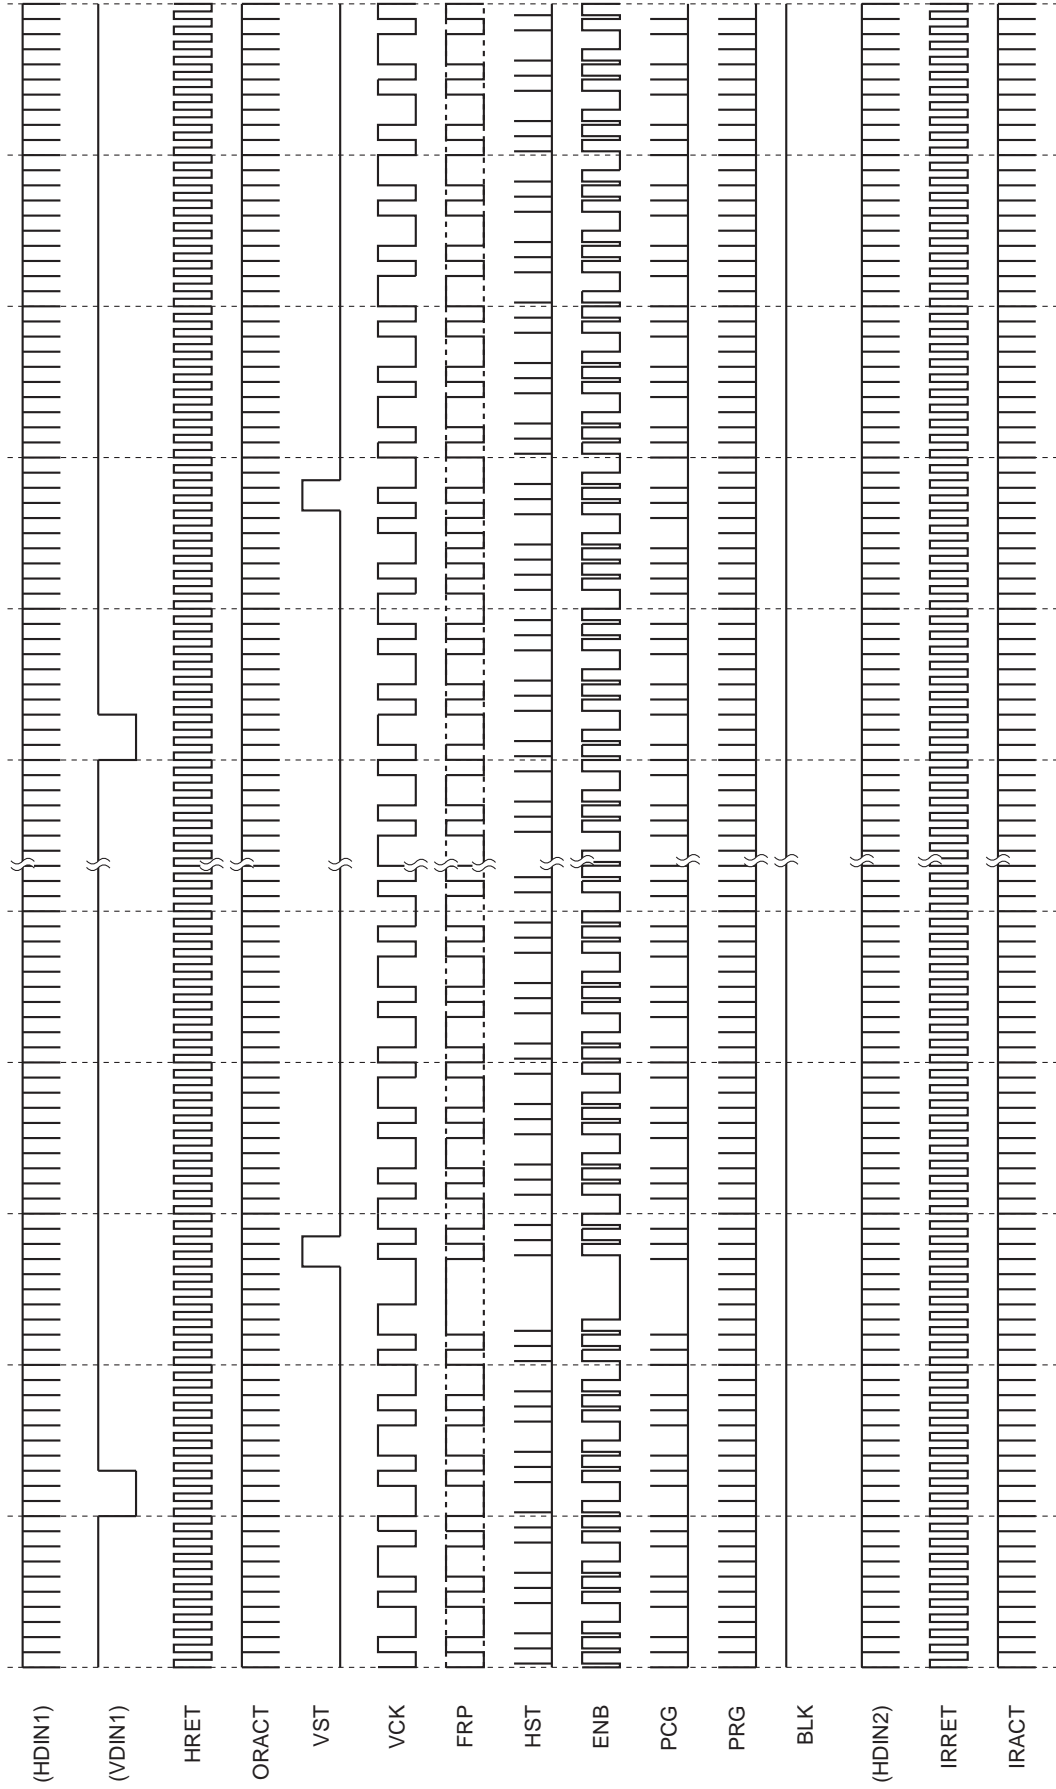 (HDIN1)
(VDIN1)
HRET
ORACT
VST
VCK
FRP
HST
ENB
PCG
PRG
BLK
(HDIN2)
IRRET
IRACT